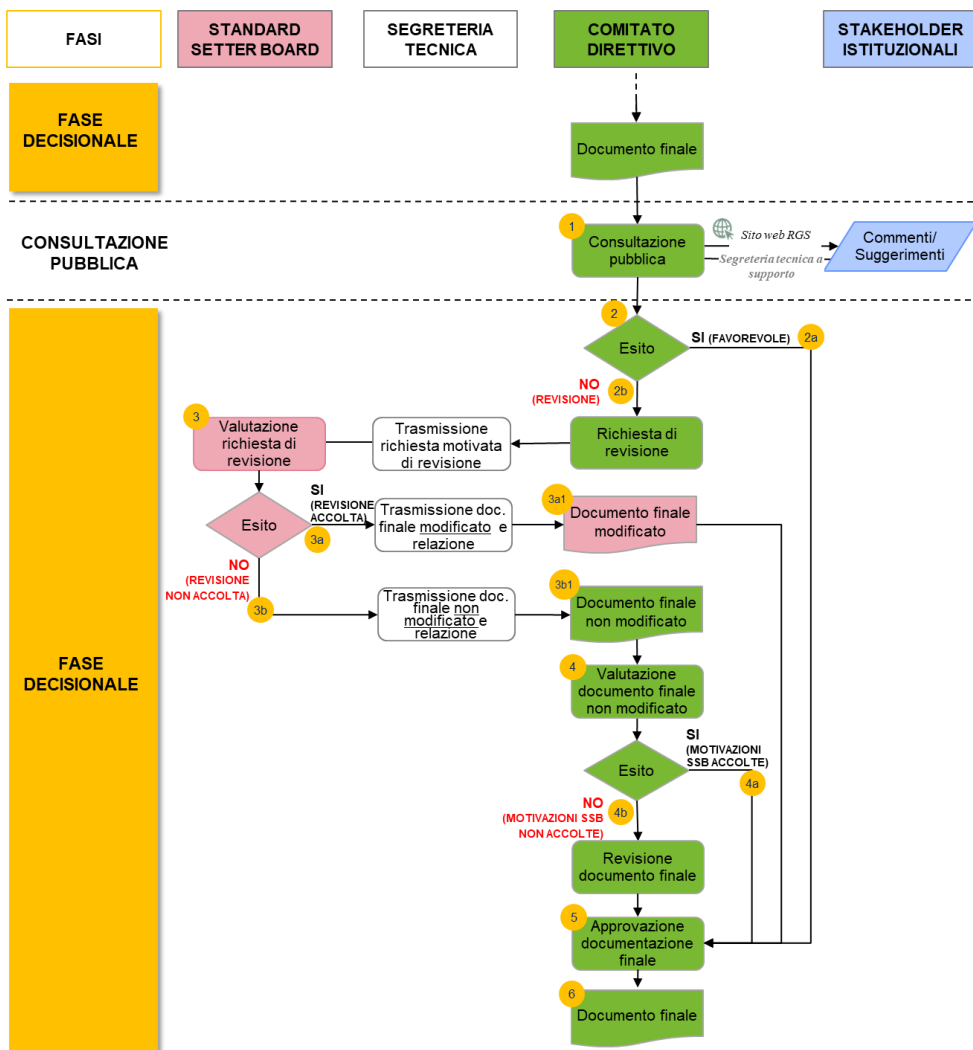 FASI
STANDARD
SETTER BOARD
SEGRETERIA
TECNICA
COMITATO
DIRETTIVO
STAKEHOLDER
ISTITUZIONALI
FASE
DECISIONALE
Documento finale
CONSULTAZIONE
PUBBLICA
1
Consultazione
pubblica
Sito web RGS
Segreteria tecnica a
supporto
Commenti/
Suggerimenti
2
Esito
SI (FAVOREVOLE)
2a
NO
(REVISIONE)
2b
3
Valutazione
richiesta di
revisione
Trasmissione
richiesta motivata
di revisione
Richiesta di
revisione
Esito
SI
(REVISIONE
ACCOLTA)
3a
Trasmissione doc.
finale modificato e
relazione
3a1
Documento finale
modificato
NO
(REVISIONE
NON ACCOLTA)
3b
Trasmissione doc.
finale non
modificato e
relazione
3b1
Documento finale
non modificato
FASE
DECISIONALE
4
Valutazione
documento finale
non modificato
Esito
SI
(MOTIVAZIONI
SSB ACCOLTE)
4a
NO
(MOTIVAZIONI SSB
NON ACCOLTE)
4b
Revisione
documento finale
5
Approvazione
documentazione
finale
6
Documento finale